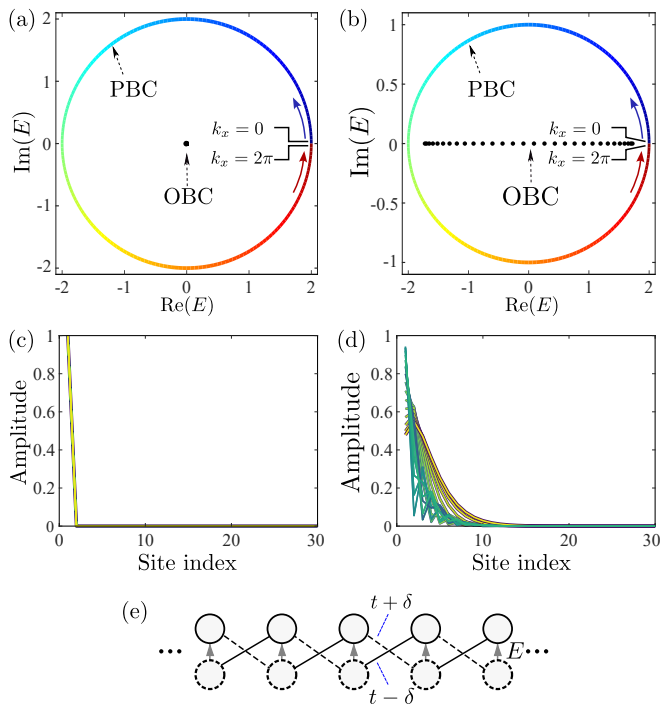 (a)
2
1
0
-1
-2
Im(E)
PBC
k_x = 0
k_x = 2π
OBC
-2 -1 0 1 2
Re(E)
(b)
1
0.5
0
-0.5
-1
Im(E)
PBC
k_x = 0
k_x = 2π
OBC
-2 -1 0 1 2
Re(E)
(c)
1
0.8
0.6
0.4
0.2
0
Amplitude
0 10 20 30
Site index
(d)
1
0.8
0.6
0.4
0.2
0
Amplitude
0 10 20 30
Site index
(e)
t + δ
E
t − δ